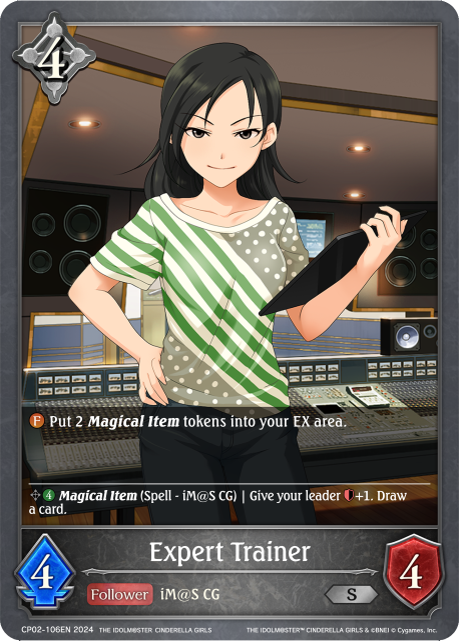 4
F Put 2 Magical Item tokens into your EX area.
4 Magical Item (Spell - iM@S CG) | Give your leader +1. Draw
a card.
Expert Trainer
4
Follower iM@S CG
S
4
CP02-106EN 2024 THE IDOLM@STER CINDERELLA GIRLS THE IDOLM@STER™ CINDERELLA GIRLS & ©BNEI © Cygames, Inc.